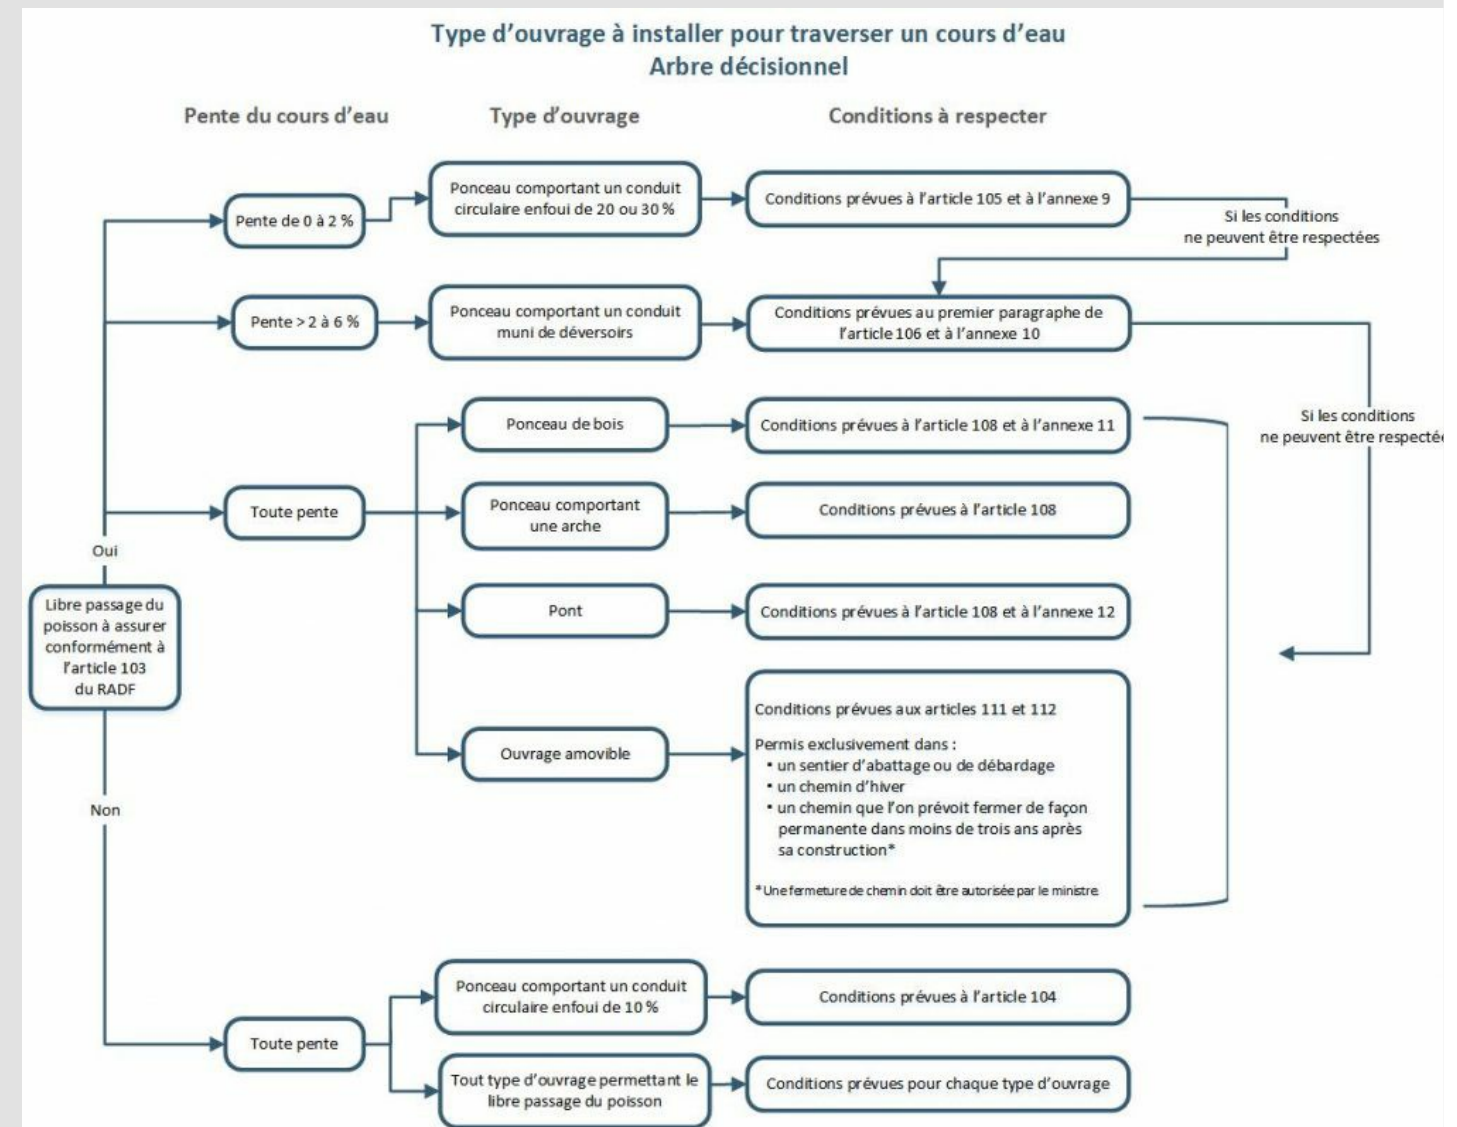 Type d'ouvrage à installer pour traverser un cours d'eau
Arbre décisionnel
Pente du cours d'eau
Type d'ouvrage
Conditions à respecter
Pente de 0 à 2 %
Ponceau comportant un conduit
circulaire enfoui de 20 ou 30 %
Conditions prévues à l'article 105 et à l'annexe 9
Si les conditions
ne peuvent être respectées
Pente > 2 à 6 %
Ponceau comportant un conduit
muni de déversoirs
Conditions prévues au premier paragraphe de
l'article 106 et à l'annexe 10
Si les conditions
ne peuvent être respectée
Toute pente
Ponceau de bois
Conditions prévues à l'article 108 et à l'annexe 11
Ponceau comportant
une arche
Conditions prévues à l'article 108
Pont
Conditions prévues à l'article 108 et à l'annexe 12
Ouvrage amovible
Conditions prévues aux articles 111 et 112
Permis exclusivement dans :
• un sentier d'abattage ou de débardage
• un chemin d'hiver
• un chemin que l'on prévoit fermer de façon
permanente dans moins de trois ans après
sa construction*
*Une fermeture de chemin doit être autorisée par le ministre.
Oui
Libre passage du
poisson à assurer
conformément à
l'article 103
du RADF
Non
Toute pente
Ponceau comportant un conduit
circulaire enfoui de 10 %
Conditions prévues à l'article 104
Tout type d'ouvrage permettant le
libre passage du poisson
Conditions prévues pour chaque type d'ouvrage